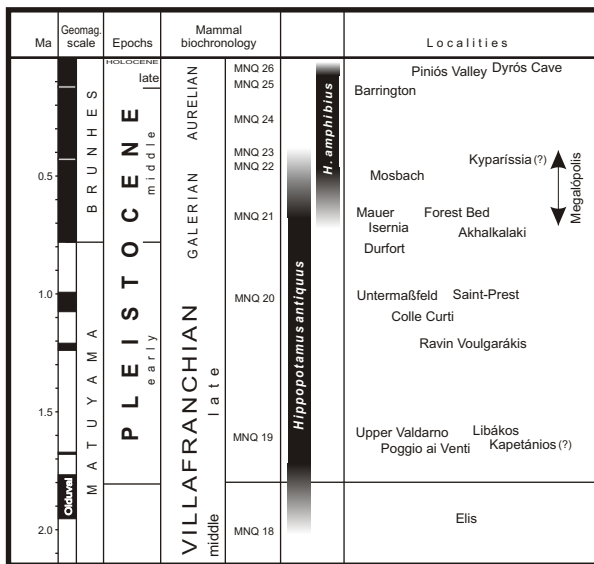 Ma
Geomag. scale
Epochs
Mammal biochronology
Localities
0.5
1.0
1.5
2.0
Olduvai
BRUNHES
MATUYAMA
HOLOCENE
late
PLEISTOCENE
middle
early
AURELIAN
GALERIAN
VILLAFRANCHIAN
late
middle
MNQ 26
MNQ 25
MNQ 24
MNQ 23
MNQ 22
MNQ 21
MNQ 20
MNQ 19
MNQ 18
Hippopotamus antiquus
H. amphibius
Piniós Valley Dyrós Cave
Barrington
Kyparíssia (?)
Mosbach
Megalópolis
Mauer Forest Bed
Isernia
Akhalkalaki
Durfort
Untermaßfeld Saint-Prest
Colle Curti
Ravin Voulgarákis
Upper Valdarno Libákos
Poggio ai Venti Kapetánios (?)
Elis